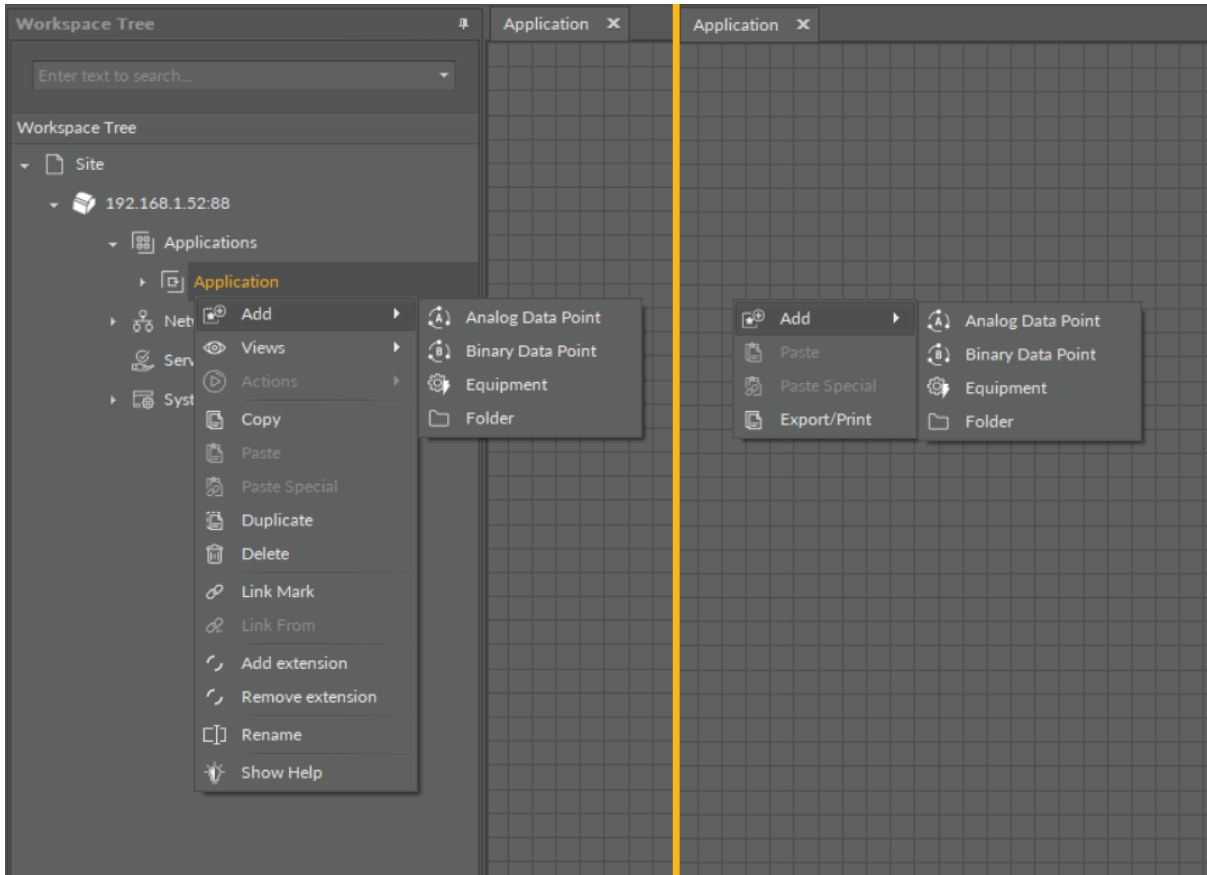 Workspace Tree
Application
Application
Enter text to search...
Workspace Tree
Site
192.168.1.52:88
Applications
Application
Net
Serv
Syst
Add
Views
Actions
Copy
Paste
Paste Special
Duplicate
Delete
Link Mark
Link From
Add extension
Remove extension
Rename
Show Help
Analog Data Point
Binary Data Point
Equipment
Folder
Add
Paste
Paste Special
Export/Print
Analog Data Point
Binary Data Point
Equipment
Folder